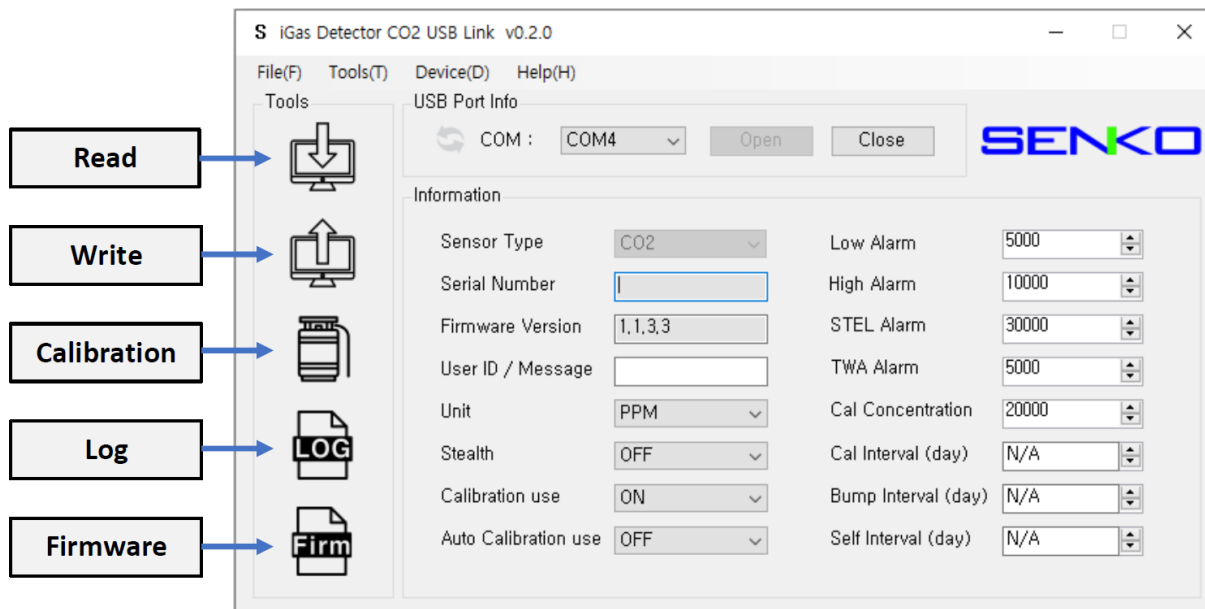 S iGas Detector CO2 USB Link v0.2.0
File(F) Tools(T) Device(D) Help(H)
Tools
Read
Write
Calibration
Log
LOG
Firmware
Firm
USB Port Info
COM : COM4 Open Close
SENKO
Information
Sensor Type CO2
Serial Number
Firmware Version 1,1,3,3
User ID / Message
Unit PPM
Stealth OFF
Calibration use ON
Auto Calibration use OFF
Low Alarm 5000
High Alarm 10000
STEL Alarm 30000
TWA Alarm 5000
Cal Concentration 20000
Cal Interval (day) N/A
Bump Interval (day) N/A
Self Interval (day) N/A